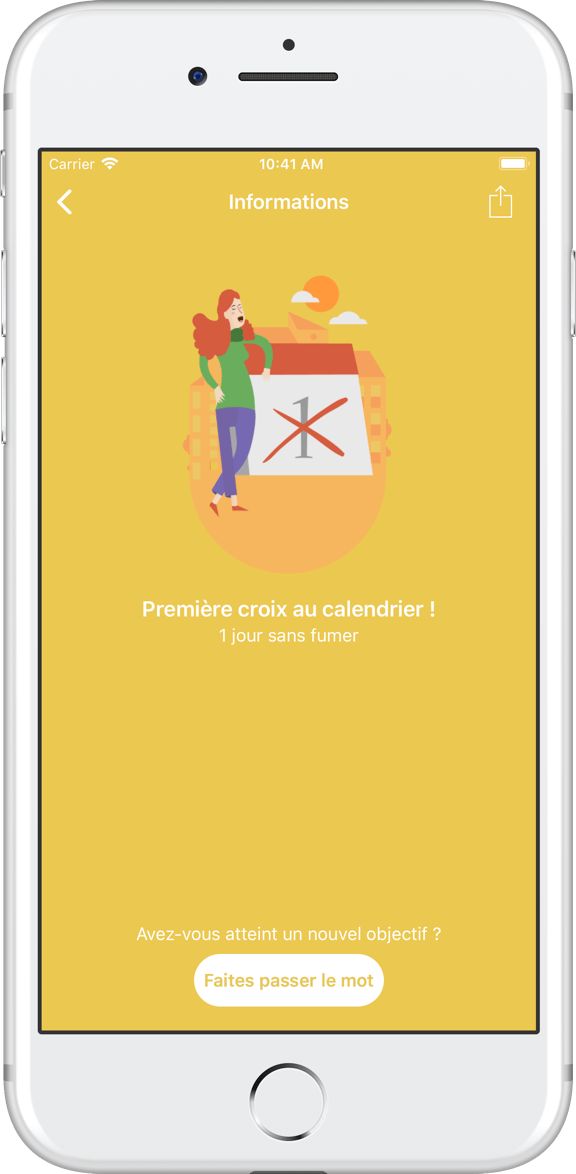 Carrier 10:41 AM
Informations
1
Première croix au calendrier !
1 jour sans fumer
Avez-vous atteint un nouvel objectif ?
Faites passer le mot